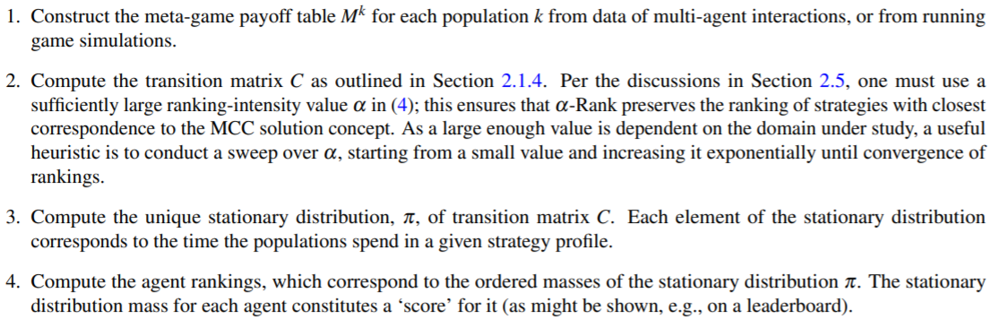 1. Construct the meta-game payoff table Mᵏ for each population k from data of multi-agent interactions, or from running
game simulations.
2. Compute the transition matrix C as outlined in Section 2.1.4. Per the discussions in Section 2.5, one must use a
sufficiently large ranking-intensity value α in (4); this ensures that α-Rank preserves the ranking of strategies with closest
correspondence to the MCC solution concept. As a large enough value is dependent on the domain under study, a useful
heuristic is to conduct a sweep over α, starting from a small value and increasing it exponentially until convergence of
rankings.
3. Compute the unique stationary distribution, π, of transition matrix C. Each element of the stationary distribution
corresponds to the time the populations spend in a given strategy profile.
4. Compute the agent rankings, which correspond to the ordered masses of the stationary distribution π. The stationary
distribution mass for each agent constitutes a ‘score’ for it (as might be shown, e.g., on a leaderboard).